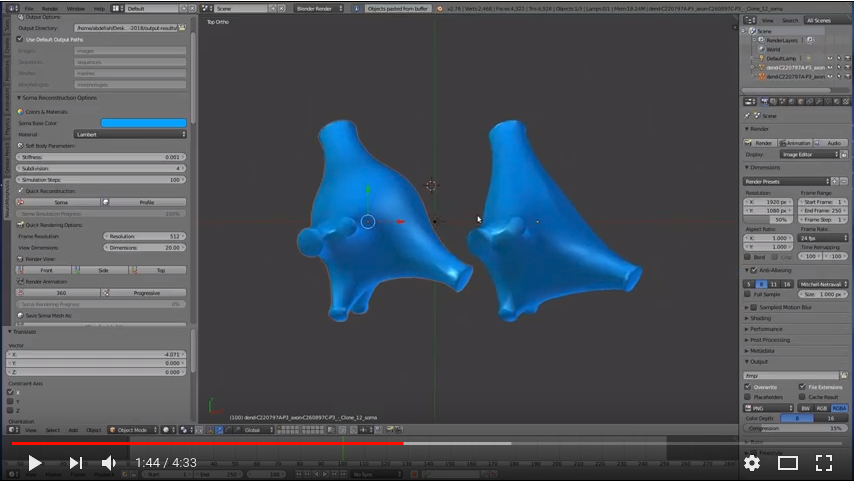 File
Render
Window
Help
Default
Scene
Blender Render
Objects pasted from buffer
Output Options
Output Directory:
Use Default Output Paths
Images:
images
Sequences:
sequences
Meshes:
meshes
Morphologies:
morphologies
Soma Reconstruction Options
Colors & Materials:
Soma Base Color
Material:
Lambert
Soft Body Parameters:
Stiffness:
0.001
Subdivision:
4
Simulation Steps:
100
Quick Reconstruction:
Soma
Profile
Soma Simulation Progress
100%
Quick Rendering Options:
Frame Resolution:
Resolution:
512
View Dimensions:
Dimensions:
20.00
Render View:
Front
Side
Top
Render Animation:
360
Progressive
Soma Rendering Progress
0%
Save Soma Mesh As:
Translate
Vector
X:
-4.071
Y:
0.000
Z:
0.000
Constraint Axis
X
Y
Z
Orientation
Top Ortho
(100) dend-C220797A-P3_axon-C260897C-P3_-_Clone_12_soma
View
Select
Add
Object
Object Mode
Global
View
Search
All Scenes
Scene
RenderLayers
World
DefaultLamp
dend-C220797A-P3_axon
dend-C220797A-P3_axon
Scene
Render
Render
Animation
Audio
Display:
Image Editor
Dimensions
Render Presets
Resolution:
Frame Range:
X:
1920 px
Start Frame: 1
Y:
1080 px
End Frame: 250
50%
Frame Step: 1
Aspect Ratio:
Frame Rate:
X:
1.000
24 fps
Y:
1.000
Time Remapping
Bord
Crop
100
100
Anti-Aliasing
5
8
11
16
Mitchell-Netravali
Full Sample
Size: 1.000 px
Sampled Motion Blur
Shading
Performance
Post Processing
Metadata
Output
/tmp/
Overwrite
File Extensions
Placeholders
Cache Result
PNG
BW
RGB
RGBA
Color Depth:
8
16
Compression:
15%
1:44 / 4:33